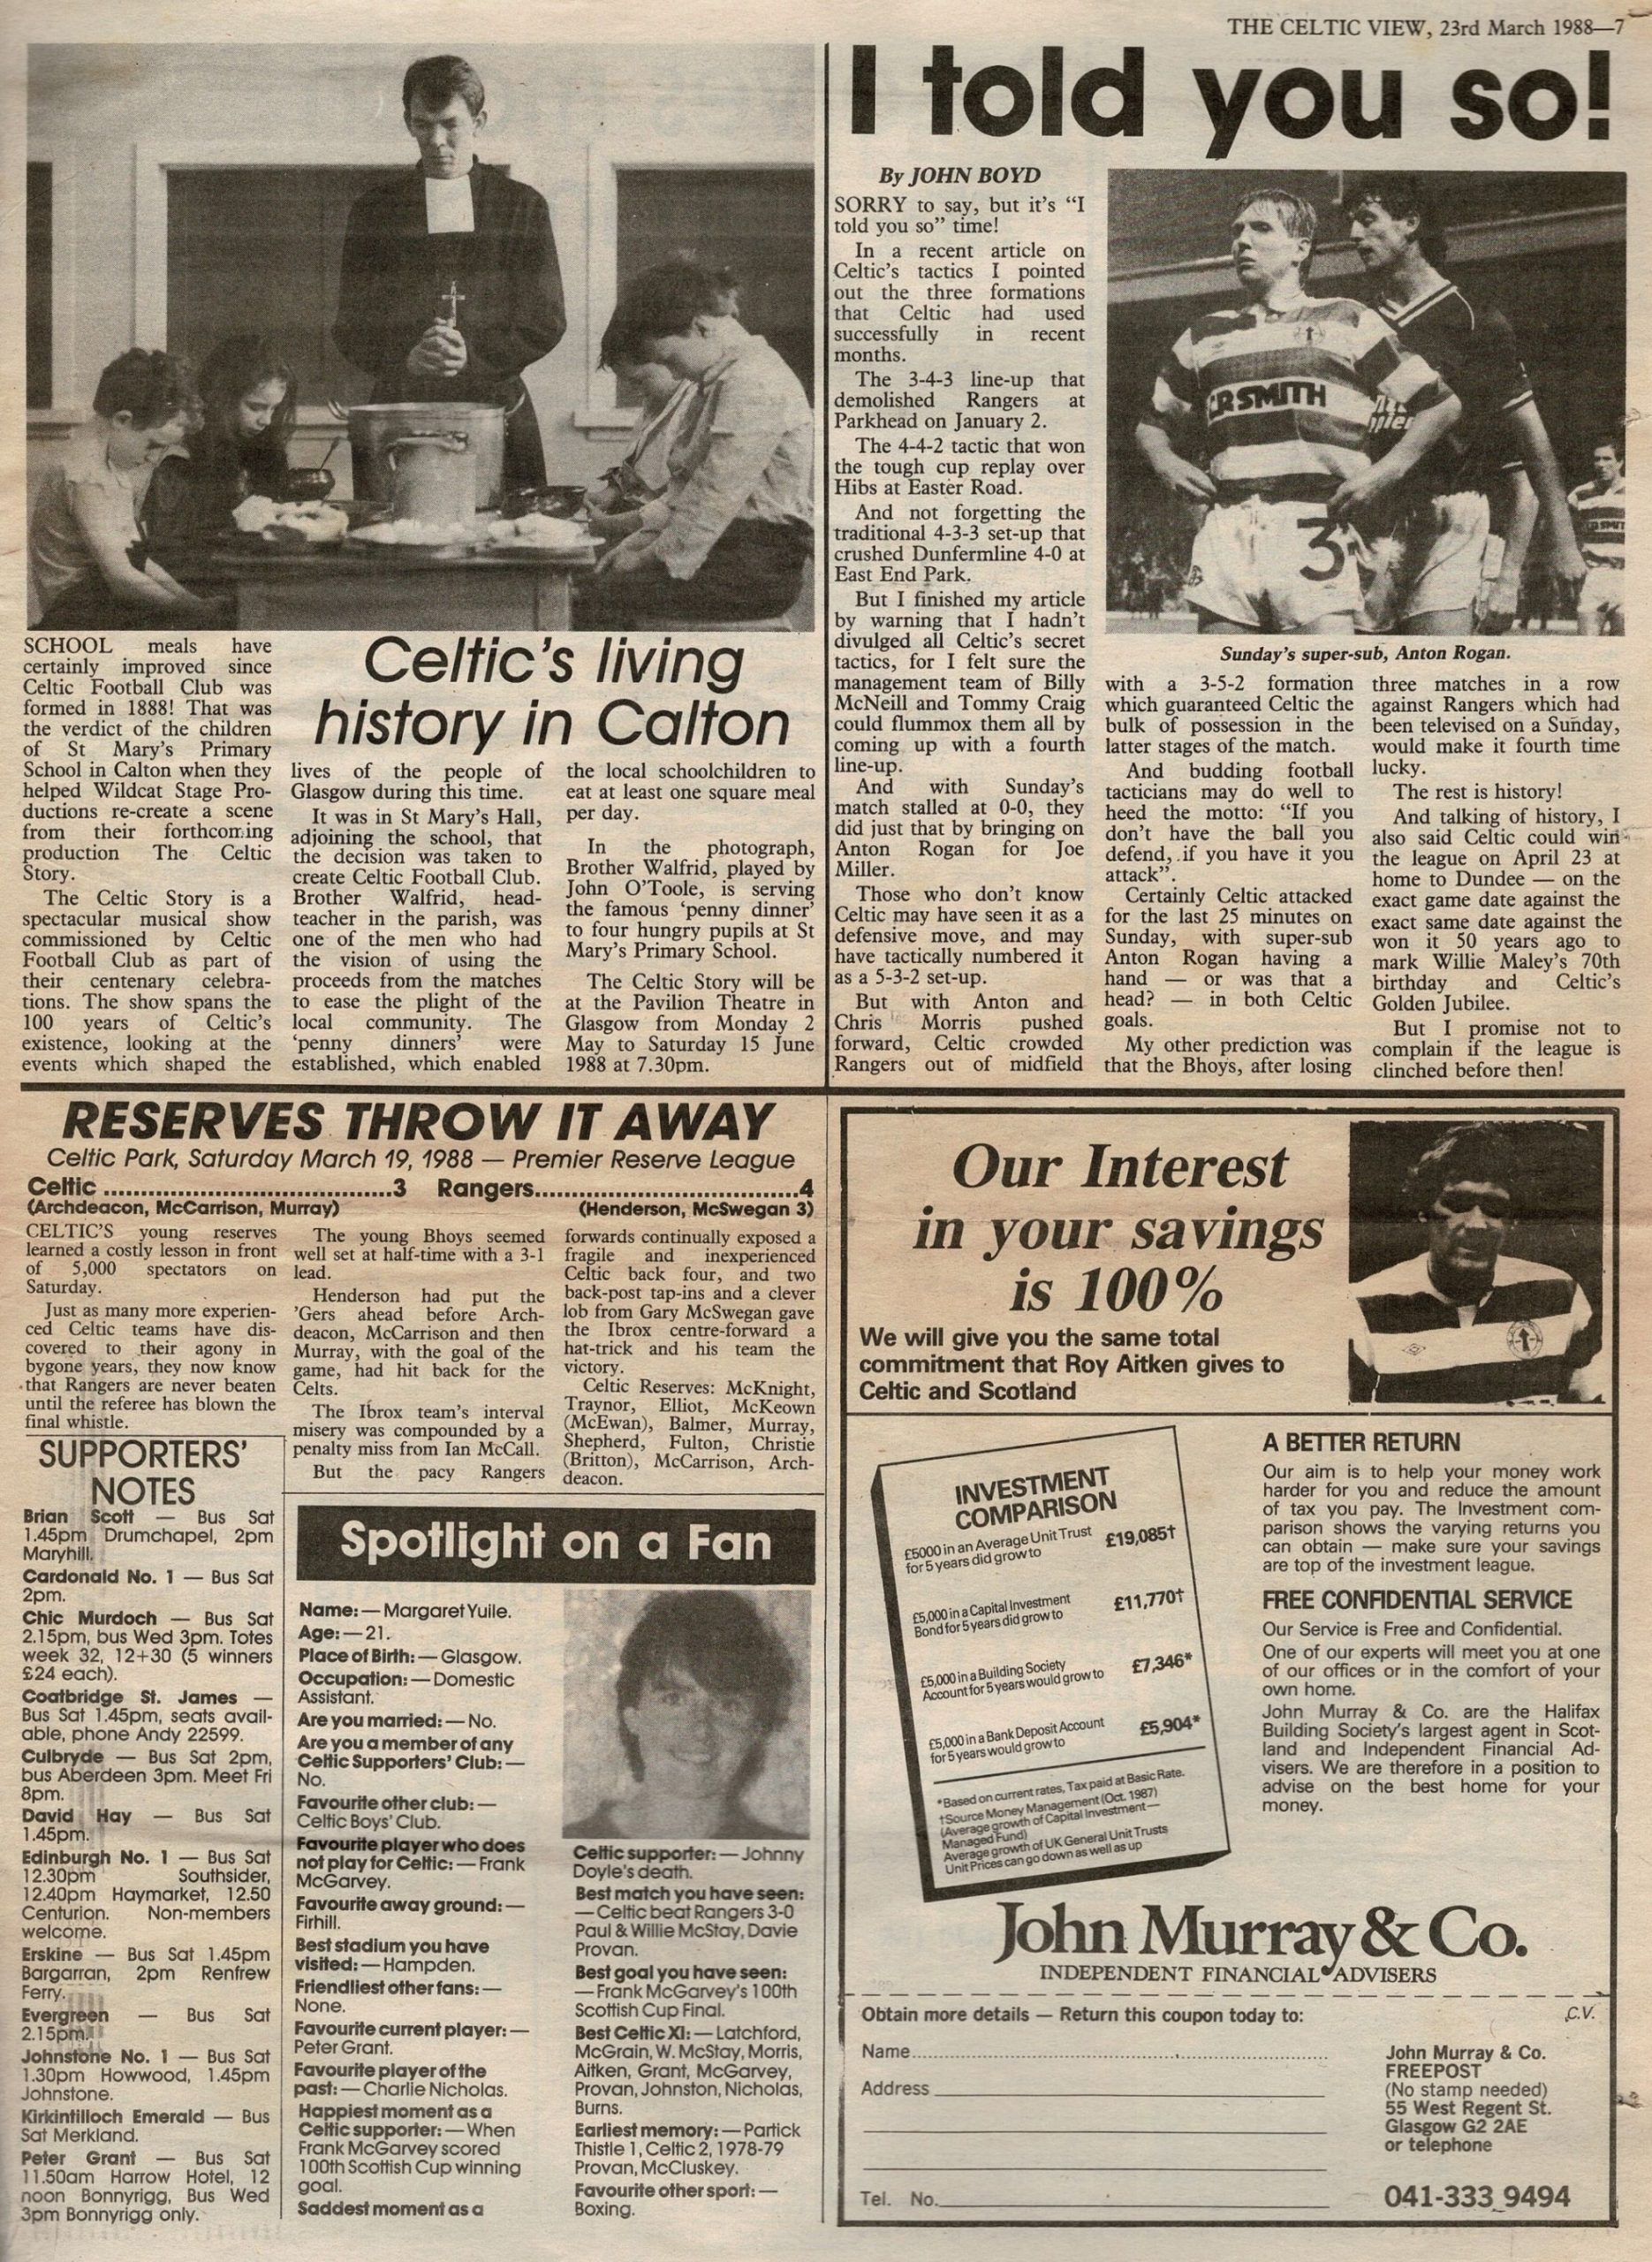 THE CELTIC VIEW, 23rd March 1988—7
SCHOOL meals have
certainly improved since
Celtic Football Club was
formed in 1888! That was
the verdict of the children
of St Mary's Primary
School in Calton when they
helped Wildcat Stage Pro-
ductions re-create a scene
from their forthcoming
production The Celtic
Story.
The Celtic Story is a
spectacular musical show
commissioned by Celtic
Football Club as part of
their centenary celebra-
tions. The show spans the
100 years of Celtic's
existence, looking at the
events which shaped the
Celtic's living
history in Calton
lives of the people of
Glasgow during this time.
It was in St Mary's Hall,
adjoining the school, that
the decision was taken to
create Celtic Football Club.
Brother Walfrid, head-
teacher in the parish, was
one of the men who had
the vision of using the
proceeds from the matches
to ease the plight of the
local community. The
'penny dinners' were
established, which enabled
the local schoolchildren to
eat at least one square meal
per day.
In the photograph,
Brother Walfrid, played by
John O'Toole, is serving
the famous 'penny dinner'
to four hungry pupils at St
Mary's Primary School.
The Celtic Story will be
at the Pavilion Theatre in
Glasgow from Monday 2
May to Saturday 15 June
1988 at 7.30pm.
I told you so!
By JOHN BOYD
SORRY to say, but it's "I
told you so" time!
In a recent article on
Celtic's tactics I pointed
out the three formations
that Celtic had used
successfully in recent
months.
The 3-4-3 line-up that
demolished Rangers at
Parkhead on January 2.
The 4-4-2 tactic that won
the tough cup replay over
Hibs at Easter Road.
And not forgetting the
traditional 4-3-3 set-up that
crushed Dunfermline 4-0 at
East End Park.
But I finished my article
by warning that I hadn't
divulged all Celtic's secret
tactics, for I felt sure the
management team of Billy
McNeill and Tommy Craig
could flummox them all by
coming up with a fourth
line-up.
And with Sunday's
match stalled at 0-0, they
did just that by bringing on
Anton Rogan for Joe
Miller.
Those who don't know
Celtic may have seen it as a
defensive move, and may
have tactically numbered it
as a 5-3-2 set-up.
But with Anton and
Chris Morris pushed
forward, Celtic crowded
Rangers out of midfield
CR SMITH
3
Sunday's super-sub, Anton Rogan.
with a 3-5-2 formation
which guaranteed Celtic the
bulk of possession in the
latter stages of the match.
And budding football
tacticians may do well to
heed the motto: "If you
don't have the ball you
defend, if you have it you
attack".
Certainly Celtic attacked
for the last 25 minutes on
Sunday, with super-sub
Anton Rogan having a
hand — or was that a
head? — in both Celtic
goals.
My other prediction was
that the Bhoys, after losing
three matches in a row
against Rangers which had
been televised on a Sunday,
would make it fourth time
lucky.
The rest is history!
And talking of history, I
also said Celtic could win
the league on April 23 at
home to Dundee — on the
exact game date against the
exact same date against the
won it 50 years ago to
mark Willie Maley's 70th
birthday and Celtic's
Golden Jubilee.
But I promise not to
complain if the league is
clinched before then!
RESERVES THROW IT AWAY
Celtic Park, Saturday March 19, 1988 — Premier Reserve League
Celtic ......................................3 Rangers...................................4
(Archdeacon, McCarrison, Murray) (Henderson, McSwegan 3)
CELTIC'S young reserves
learned a costly lesson in front
of 5,000 spectators on
Saturday.
Just as many more experien-
ced Celtic teams have dis-
covered to their agony in
bygone years, they now know
that Rangers are never beaten
until the referee has blown the
final whistle.
The young Bhoys seemed
well set at half-time with a 3-1
lead.
Henderson had put the
'Gers ahead before Arch-
deacon, McCarrison and then
Murray, with the goal of the
game, had hit back for the
Celts.
The Ibrox team's interval
misery was compounded by a
penalty miss from Ian McCall.
But the pacy Rangers
forwards continually exposed a
fragile and inexperienced
Celtic back four, and two
back-post tap-ins and a clever
lob from Gary McSwegan gave
the Ibrox centre-forward a
hat-trick and his team the
victory.
Celtic Reserves: McKnight,
Traynor, Elliot, McKeown
(McEwan), Balmer, Murray,
Shepherd, Fulton, Christie
(Britton), McCarrison, Arch-
deacon.
SUPPORTERS'
NOTES
Brian Scott — Bus Sat
1.45pm Drumchapel, 2pm
Maryhill.
Cardonald No. 1 — Bus Sat
2pm.
Chic Murdoch — Bus Sat
2.15pm, bus Wed 3pm. Totes
week 32, 12+30 (5 winners
£24 each).
Coatbridge St. James —
Bus Sat 1.45pm, seats avail-
able, phone Andy 22599.
Culbryde — Bus Sat 2pm,
bus Aberdeen 3pm. Meet Fri
8pm.
David Hay — Bus Sat
1.45pm.
Edinburgh No. 1 — Bus Sat
12.30pm Southsider,
12.40pm Haymarket, 12.50
Centurion. Non-members
welcome.
Erskine — Bus Sat 1.45pm
Bargarran, 2pm Renfrew
Ferry.
Evergreen — Bus Sat
2.15pm.
Johnstone No. 1 — Bus Sat
1.30pm Howwood, 1.45pm
Johnstone.
Kirkintilloch Emerald — Bus
Sat Merkland.
Peter Grant — Bus Sat
11.50am Harrow Hotel, 12
noon Bonnyrigg, Bus Wed
3pm Bonnyrigg only.
Spotlight on a Fan
Name: — Margaret Yuile.
Age: — 21.
Place of Birth: — Glasgow.
Occupation: — Domestic
Assistant.
Are you married: — No.
Are you a member of any
Celtic Supporters' Club: —
No.
Favourite other club: —
Celtic Boys' Club.
Favourite player who does
not play for Celtic: — Frank
McGarvey.
Favourite away ground: —
Firhill.
Best stadium you have
visited: — Hampden.
Friendliest other fans: —
None.
Favourite current player: —
Peter Grant.
Favourite player of the
past: — Charlie Nicholas.
Happiest moment as a
Celtic supporter: — When
Frank McGarvey scored
100th Scottish Cup winning
goal.
Saddest moment as a
Celtic supporter: — Johnny
Doyle's death.
Best match you have seen:
— Celtic beat Rangers 3-0
Paul & Willie McStay, Davie
Provan.
Best goal you have seen:
— Frank McGarvey's 100th
Scottish Cup Final.
Best Celtic XI: — Latchford,
McGrain, W. McStay, Morris,
Aitken, Grant, McGarvey,
Provan, Johnston, Nicholas,
Burns.
Earliest memory: — Partick
Thistle 1, Celtic 2, 1978-79
Provan, McCluskey.
Favourite other sport: —
Boxing.
Our Interest
in your savings
is 100%
We will give you the same total
commitment that Roy Aitken gives to
Celtic and Scotland
INVESTMENT
COMPARISON
£5000 in an Average Unit Trust
for 5 years did grow to £19,085†
£5,000 in a Capital Investment
Bond for 5 years did grow to £11,770†
£5,000 in a Building Society
Account for 5 years would grow to £7,346*
£5,000 in a Bank Deposit Account
for 5 years would grow to £5,904*
*Based on current rates, Tax paid at Basic Rate.
†Source Money Management (Oct. 1987)
(Average growth of Capital Investment—
Managed Fund)
Average growth of UK General Unit Trusts
Unit Prices can go down as well as up
A BETTER RETURN
Our aim is to help your money work
harder for you and reduce the amount
of tax you pay. The Investment com-
parison shows the varying returns you
can obtain — make sure your savings
are top of the investment league.
FREE CONFIDENTIAL SERVICE
Our Service is Free and Confidential.
One of our experts will meet you at one
of our offices or in the comfort of your
own home.
John Murray & Co. are the Halifax
Building Society's largest agent in Scot-
land and Independent Financial Ad-
visers. We are therefore in a position to
advise on the best home for your
money.
John Murray & Co.
INDEPENDENT FINANCIAL ADVISERS
Obtain more details — Return this coupon today to: C.V.
Name
Address
Tel. No.
John Murray & Co.
FREEPOST
(No stamp needed)
55 West Regent St.
Glasgow G2 2AE
or telephone
041-333 9494